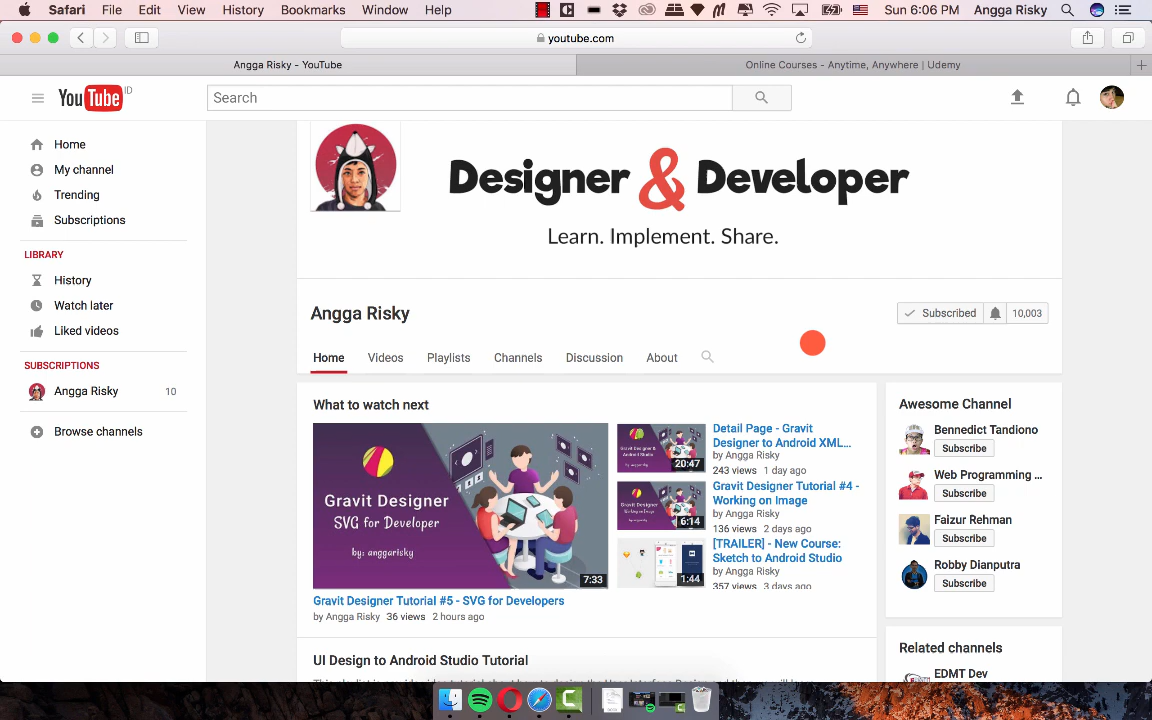 Safari File Edit View History Bookmarks Window Help Sun 6:06 PM Angga Risky
youtube.com
Angga Risky - YouTube
Online Courses - Anytime, Anywhere | Udemy
YouTube ID
Search
Home
My channel
Trending
Subscriptions
LIBRARY
History
Watch later
Liked videos
SUBSCRIPTIONS
Angga Risky 10
Browse channels
Designer & Developer
Learn. Implement. Share.
Angga Risky
Subscribed 10,003
Home Videos Playlists Channels Discussion About
What to watch next
Gravit Designer
SVG for Developer
by: anggarisky
7:33
Gravit Designer Tutorial #5 - SVG for Developers
by Angga Risky 36 views 2 hours ago
20:47
Detail Page - Gravit
Designer to Android XML...
by Angga Risky
243 views 1 day ago
6:14
Gravit Designer Tutorial #4 -
Working on Image
by Angga Risky
136 views 2 days ago
1:44
[TRAILER] - New Course:
Sketch to Android Studio
by Angga Risky
357 views 3 days ago
UI Design to Android Studio Tutorial
Awesome Channel
Bennedict Tandiono
Subscribe
Web Programming ...
Subscribe
Faizur Rehman
Subscribe
Robby Dianputra
Subscribe
Related channels
EDMT Dev